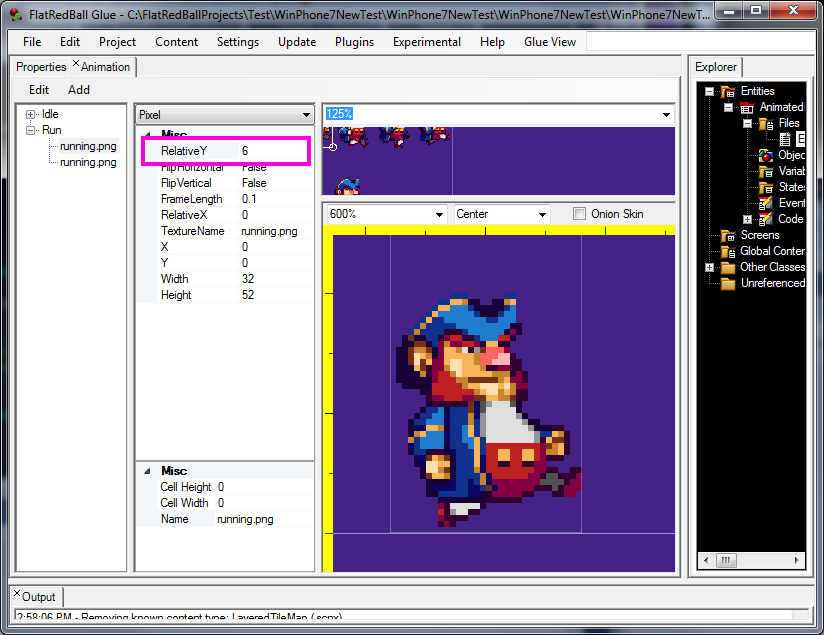 FlatRedBall Glue - C:\FlatRedBallProjects\Test\WinPhone7NewTest\WinPhone7NewTest\WinPhone7NewTest\WinPhone7NewT...
File Edit Project Content Settings Update Plugins Experimental Help Glue View
Properties Animation
Explorer
Edit Add
Idle
Run
running.png
running.png
Pixel
Misc
RelativeY 6
FlipHorizontal False
FlipVertical False
FrameLength 0.1
RelativeX 0
TextureName running.png
X 0
Y 0
Width 32
Height 52
Misc
Cell Height 0
Cell Width 0
Name running.png
125%
600% Center Onion Skin
Entities
Animated
Files
E
Objec
Variab
States
Event
Code
Screens
Global Conten
Other Classes
Unreferenced
Output
2:58:06 PM - Removing known content type: LayeredTileMap (.scnx)